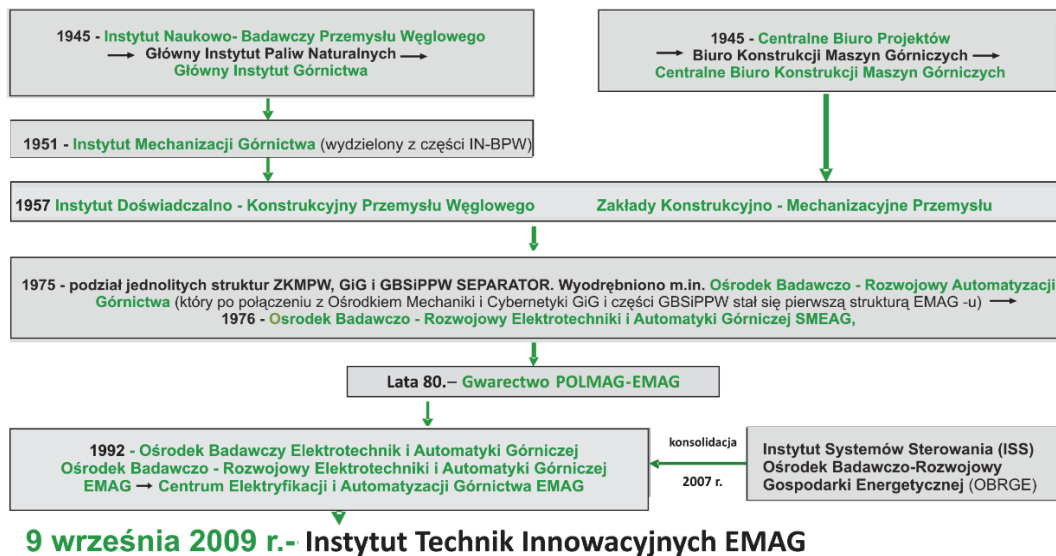 1945 - Instytut Naukowo- Badawczy Przemysłu Węglowego
→ Główny Instytut Paliw Naturalnych →
Główny Instytut Górnictwa
1945 - Centralne Biuro Projektów
→ Biuro Konstrukcji Maszyn Górniczych →
Centralne Biuro Konstrukcji Maszyn Górniczych
1951 - Instytut Mechanizacji Górnictwa (wydzielony z części IN-BPW)
1957 Instytut Doświadczalno - Konstrukcyjny Przemysłu Węglowego
Zakłady Konstrukcyjno - Mechanizacyjne Przemysłu
1975 - podział jednolitych struktur ZKMPW, GiG i GBSiPPW SEPARATOR. Wyodrębniono m.in. Ośrodek Badawczo - Rozwojowy Automatyzacji
Górnictwa (który po połączeniu z Ośrodkiem Mechaniki i Cybernetyki GiG i części GBSiPPW stał się pierwszą strukturą EMAG -u) →
1976 - Osrodek Badawczo - Rozwojowy Elektrotechniki i Automatyki Górniczej SMEAG,
Lata 80.– Gwarectwo POLMAG-EMAG
1992 - Ośrodek Badawczy Elektrotechnik i Automatyki Górniczej
Ośrodek Badawczo - Rozwojowy Elektrotechniki i Automatyki Górniczej
EMAG → Centrum Elektryfikacji i Automatyzacji Górnictwa EMAG
konsolidacja
2007 r.
Instytut Systemów Sterowania (ISS)
Ośrodek Badawczo-Rozwojowy
Gospodarki Energetycznej (OBRGE)
9 września 2009 r.- Instytut Technik Innowacyjnych EMAG